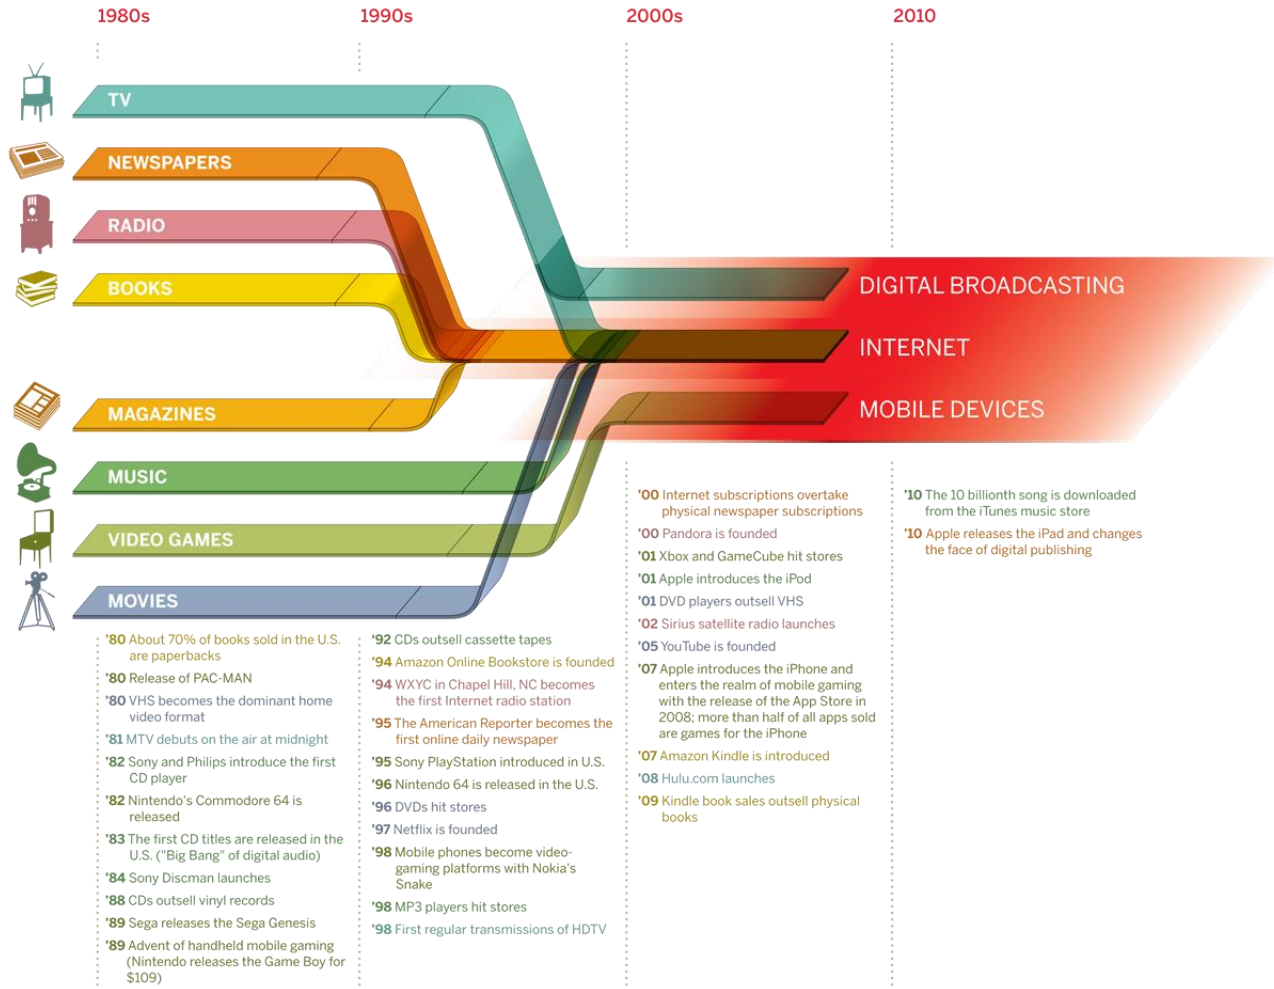 1980s
1990s
2000s
2010
TV
NEWSPAPERS
RADIO
BOOKS
MAGAZINES
MUSIC
VIDEO GAMES
MOVIES
DIGITAL BROADCASTING
INTERNET
MOBILE DEVICES
'80 About 70% of books sold in the U.S.
are paperbacks
'80 Release of PAC-MAN
'80 VHS becomes the dominant home
video format
'81 MTV debuts on the air at midnight
'82 Sony and Philips introduce the first
CD player
'82 Nintendo's Commodore 64 is
released
'83 The first CD titles are released in the
U.S. ("Big Bang" of digital audio)
'84 Sony Discman launches
'88 CDs outsell vinyl records
'89 Sega releases the Sega Genesis
'89 Advent of handheld mobile gaming
(Nintendo releases the Game Boy for
$109)
'92 CDs outsell cassette tapes
'94 Amazon Online Bookstore is founded
'94 WXYC in Chapel Hill, NC becomes
the first Internet radio station
'95 The American Reporter becomes the
first online daily newspaper
'95 Sony PlayStation introduced in U.S.
'96 Nintendo 64 is released in the U.S.
'96 DVDs hit stores
'97 Netflix is founded
'98 Mobile phones become video-
gaming platforms with Nokia's
Snake
'98 MP3 players hit stores
'98 First regular transmissions of HDTV
'00 Internet subscriptions overtake
physical newspaper subscriptions
'00 Pandora is founded
'01 Xbox and GameCube hit stores
'01 Apple introduces the iPod
'01 DVD players outsell VHS
'02 Sirius satellite radio launches
'05 YouTube is founded
'07 Apple introduces the iPhone and
enters the realm of mobile gaming
with the release of the App Store in
2008; more than half of all apps sold
are games for the iPhone
'07 Amazon Kindle is introduced
'08 Hulu.com launches
'09 Kindle book sales outsell physical
books
'10 The 10 billionth song is downloaded
from the iTunes music store
'10 Apple releases the iPad and changes
the face of digital publishing